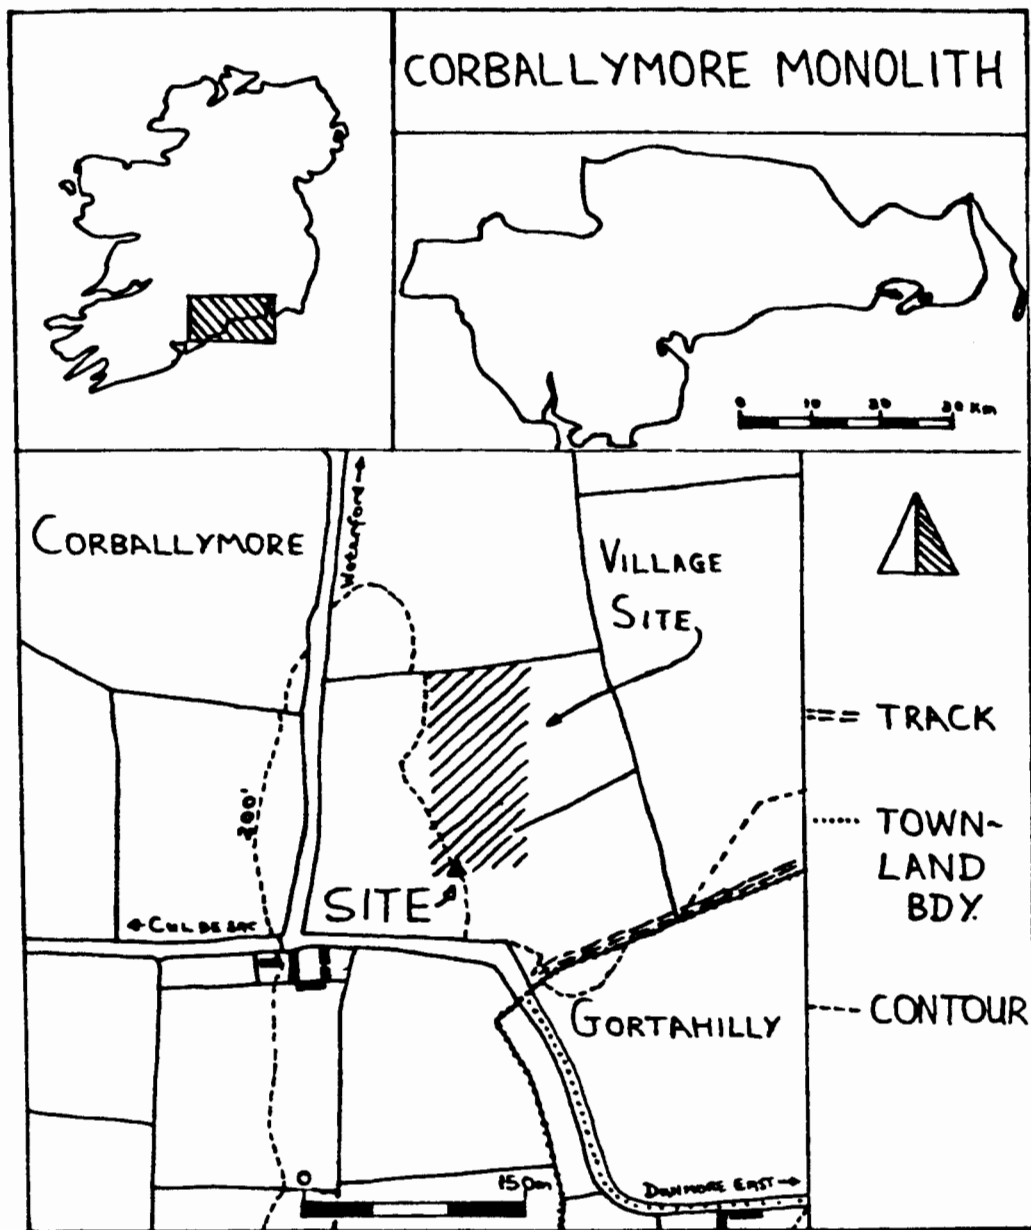 CORBALLYMORE MONOLITH
0 10 20 30 Km
CORBALLYMORE
Waterford →
VILLAGE
SITE
200'
SITE
← CUL DE SAC
GORTAHILLY
0 150m
DUNMORE EAST →
=== TRACK
...... TOWN-
LAND
BDY.
---- CONTOUR